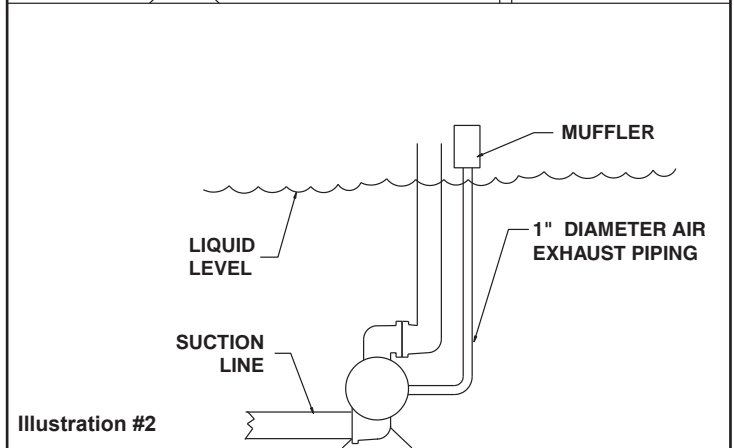 MUFFLER
LIQUID
LEVEL
1" DIAMETER AIR
EXHAUST PIPING
SUCTION
LINE
Illustration #2